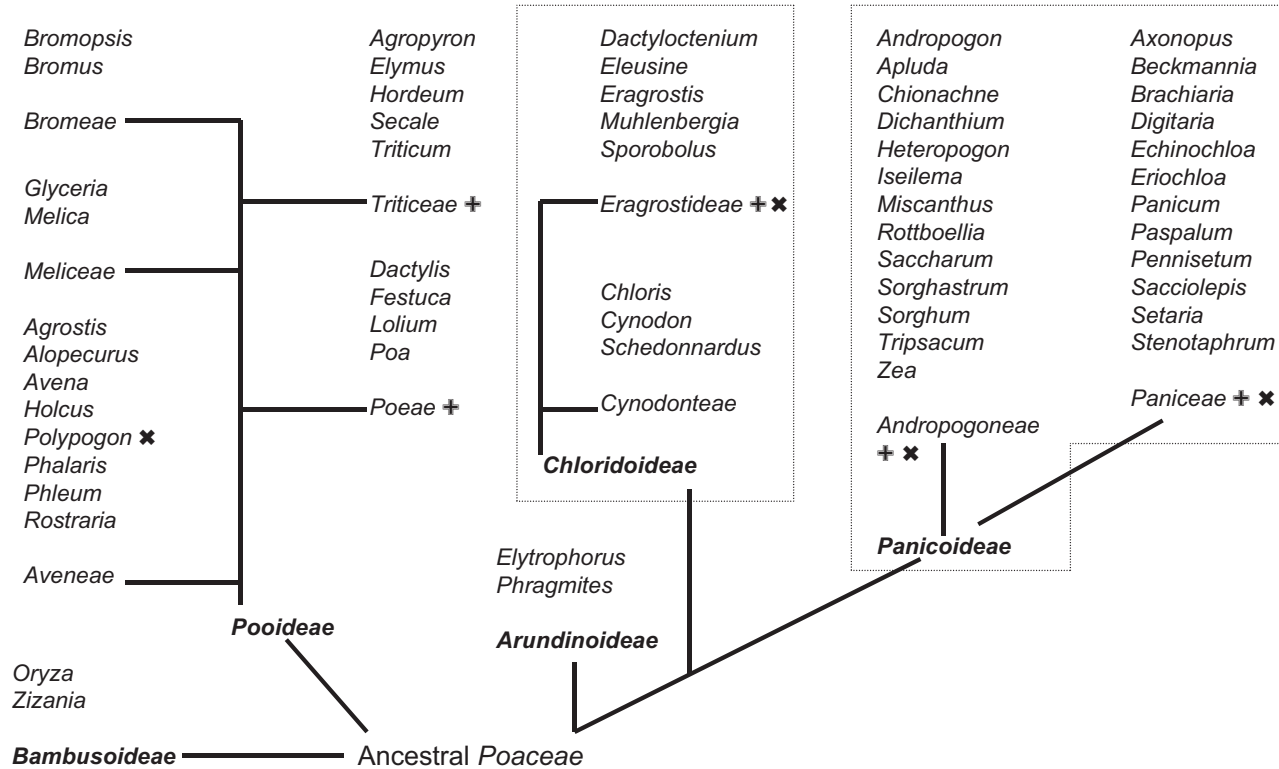 Bromopsis
Bromus
Bromeae
Glyceria
Melica
Meliceae
Agrostis
Alopecurus
Avena
Holcus
Polypogon ✖
Phalaris
Phleum
Rostraria
Aveneae
Agropyron
Elymus
Hordeum
Secale
Triticum
Triticeae ✚
Dactylis
Festuca
Lolium
Poa
Poeae ✚
Pooideae
Dactyloctenium
Eleusine
Eragrostis
Muhlenbergia
Sporobolus
Eragrostideae ✚ ✖
Chloris
Cynodon
Schedonnardus
Cynodonteae
Chloridoideae
Andropogon
Apluda
Chionachne
Dichanthium
Heteropogon
Iseilema
Miscanthus
Rottboellia
Saccharum
Sorghastrum
Sorghum
Tripsacum
Zea
Andropogoneae
✚ ✖
Axonopus
Beckmannia
Brachiaria
Digitaria
Echinochloa
Eriochloa
Panicum
Paspalum
Pennisetum
Sacciolepis
Setaria
Stenotaphrum
Paniceae ✚ ✖
Panicoideae
Elytrophorus
Phragmites
Arundinoideae
Oryza
Zizania
Bambusoideae
Ancestral Poaceae